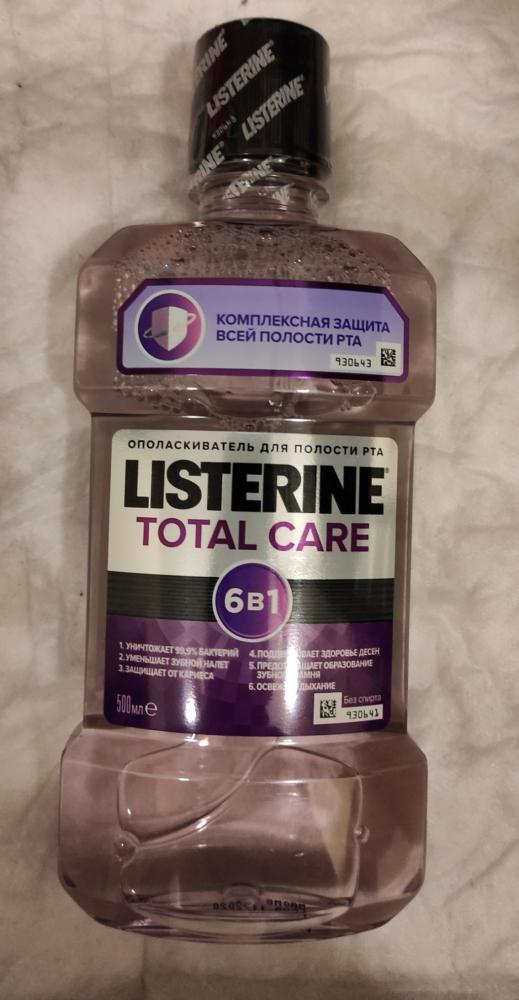 LISTERINE
LISTERINE®
LISTERINE®
КОМПЛЕКСНАЯ ЗАЩИТА
ВСЕЙ ПОЛОСТИ РТА
930643
ОПОЛАСКИВАТЕЛЬ ДЛЯ ПОЛОСТИ РТА
LISTERINE®
TOTAL CARE
6В1
1. УНИЧТОЖАЕТ 99,9% БАКТЕРИЙ
2. УМЕНЬШАЕТ ЗУБНОЙ НАЛЕТ
3. ЗАЩИЩАЕТ ОТ КАРИЕСА
4. ПОДДЕРЖИВАЕТ ЗДОРОВЬЕ ДЕСЕН
5. ПРЕДОТВРАЩАЕТ ОБРАЗОВАНИЕ
ЗУБНОГО КАМНЯ
6. ОСВЕЖАЕТ ДЫХАНИЕ
500мл е
Без спирта
930641